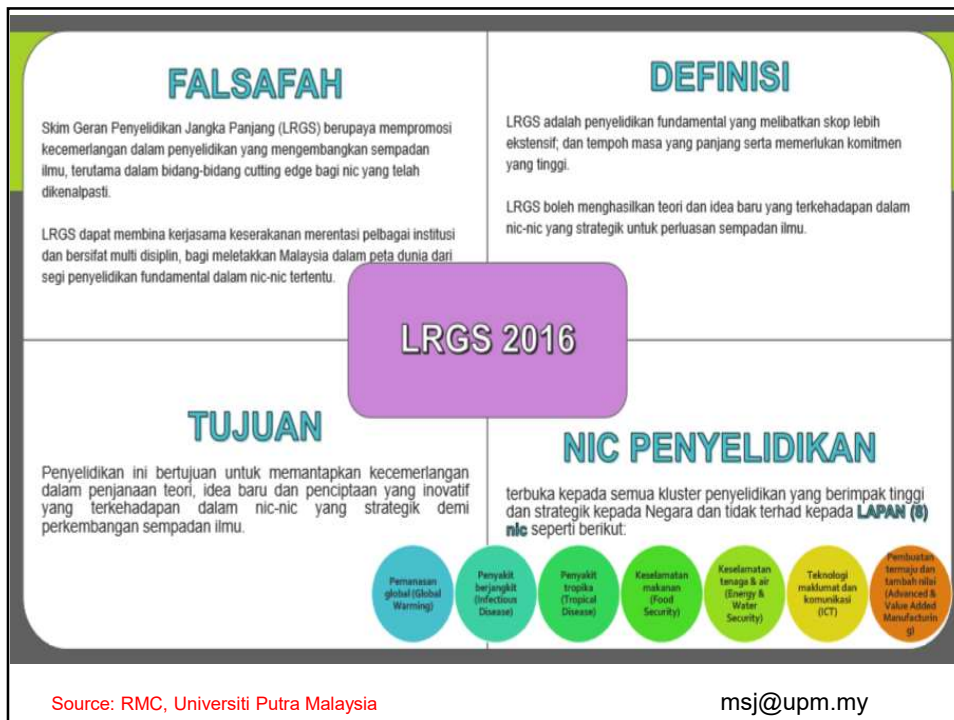 FALSAFAH
Skim Geran Penyelidikan Jangka Panjang (LRGS) berupaya mempromosi
kecemerlangan dalam penyelidikan yang mengembangkan sempadan
ilmu, terutama dalam bidang-bidang cutting edge bagi nic yang telah
dikenalpasti.
LRGS dapat membina kerjasama keserakanan merentasi pelbagai institusi
dan bersifat multi disiplin, bagi meletakkan Malaysia dalam peta dunia dari
segi penyelidikan fundamental dalam nic-nic tertentu.
DEFINISI
LRGS adalah penyelidikan fundamental yang melibatkan skop lebih
ekstensif; dan tempoh masa yang panjang serta memerlukan komitmen
yang tinggi.
LRGS boleh menghasilkan teori dan idea baru yang terkehadapan dalam
nic-nic yang strategik untuk perluasan sempadan ilmu.
LRGS 2016
TUJUAN
Penyelidikan ini bertujuan untuk memantapkan kecemerlangan
dalam penjanaan teori, idea baru dan penciptaan yang inovatif
yang terkehadapan dalam nic-nic yang strategik demi
perkembangan sempadan ilmu.
NIC PENYELIDIKAN
terbuka kepada semua kluster penyelidikan yang berimpak tinggi
dan strategik kepada Negara dan tidak terhad kepada LAPAN (8)
nic seperti berikut:
Pemanasan
global (Global
Warming)
Penyakit
berjangkit
(Infectious
Disease)
Penyakit
tropika
(Tropical
Disease)
Keselamatan
makanan
(Food
Security)
Keselamatan
tenaga & air
(Energy &
Water
Security)
Teknologi
maklumat dan
komunikasi
(ICT)
Pembuatan
termaju dan
tambah nilai
(Advanced &
Value Added
Manufacturin
g)
Source: RMC, Universiti Putra Malaysia
msj@upm.my